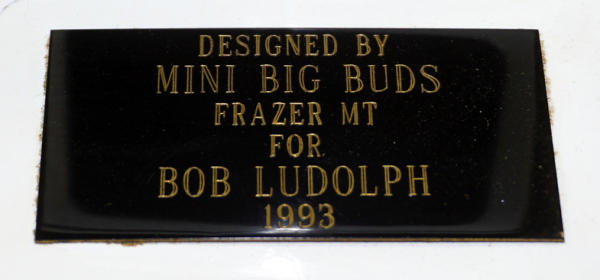 DESIGNED BY
MINI BIG BUDS
FRAZER MT
FOR
BOB LUDOLPH
1993